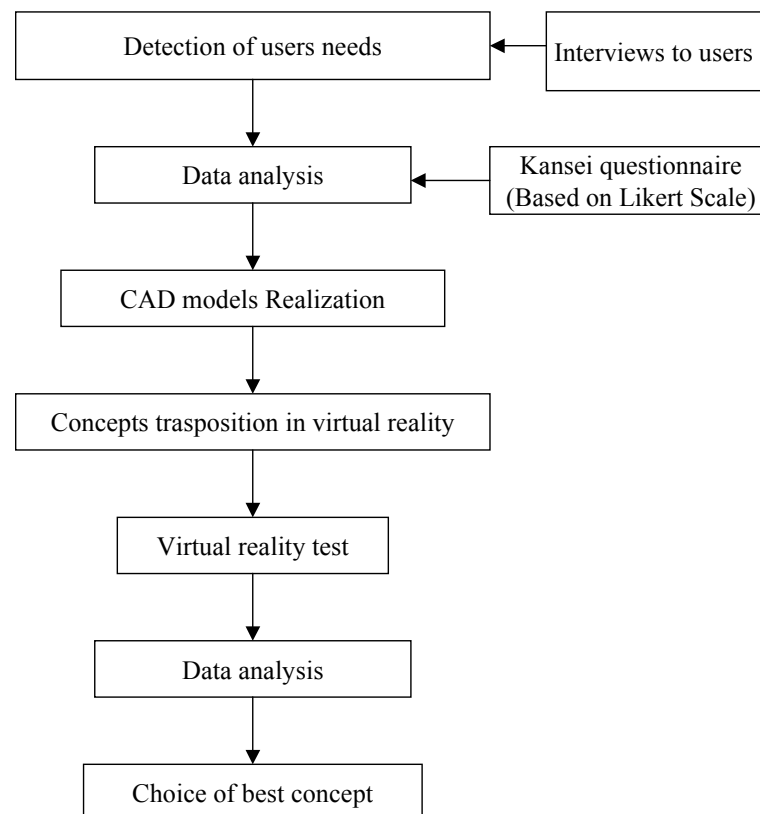 Detection of users needs
Interviews to users
Data analysis
Kansei questionnaire
(Based on Likert Scale)
CAD models Realization
Concepts trasposition in virtual reality
Virtual reality test
Data analysis
Choice of best concept